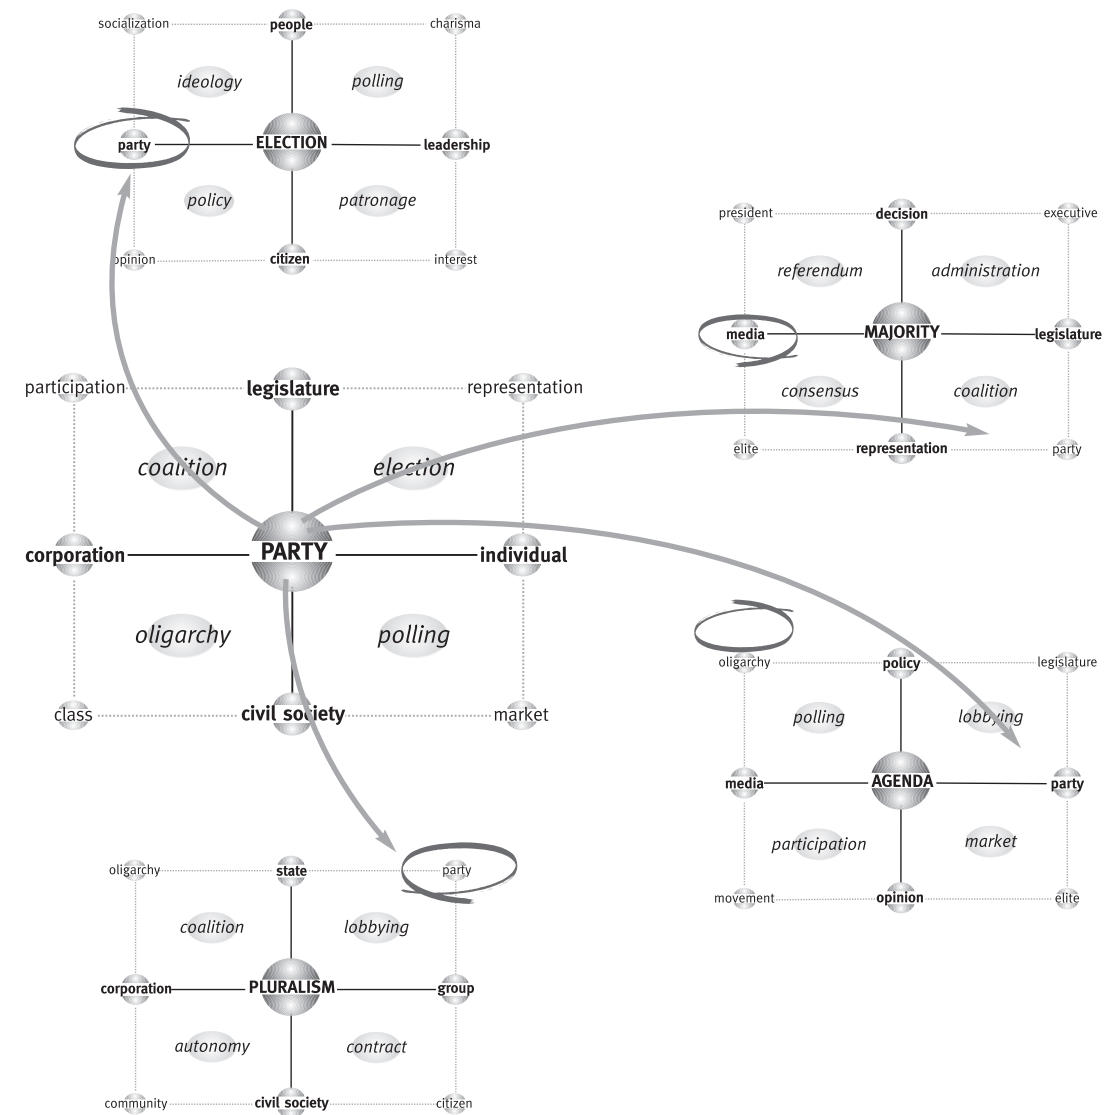 socialization people charisma
ideology polling
party ELECTION leadership
policy patronage
opinion citizen interest
president decision executive
referendum administration
media MAJORITY legislature
consensus coalition
elite representation party
participation legislature representation
coalition election
corporation PARTY individual
oligarchy polling
class civil society market
oligarchy policy legislature
polling lobbying
media AGENDA party
participation market
movement opinion elite
oligarchy state party
coalition lobbying
corporation PLURALISM group
autonomy contract
community civil society citizen